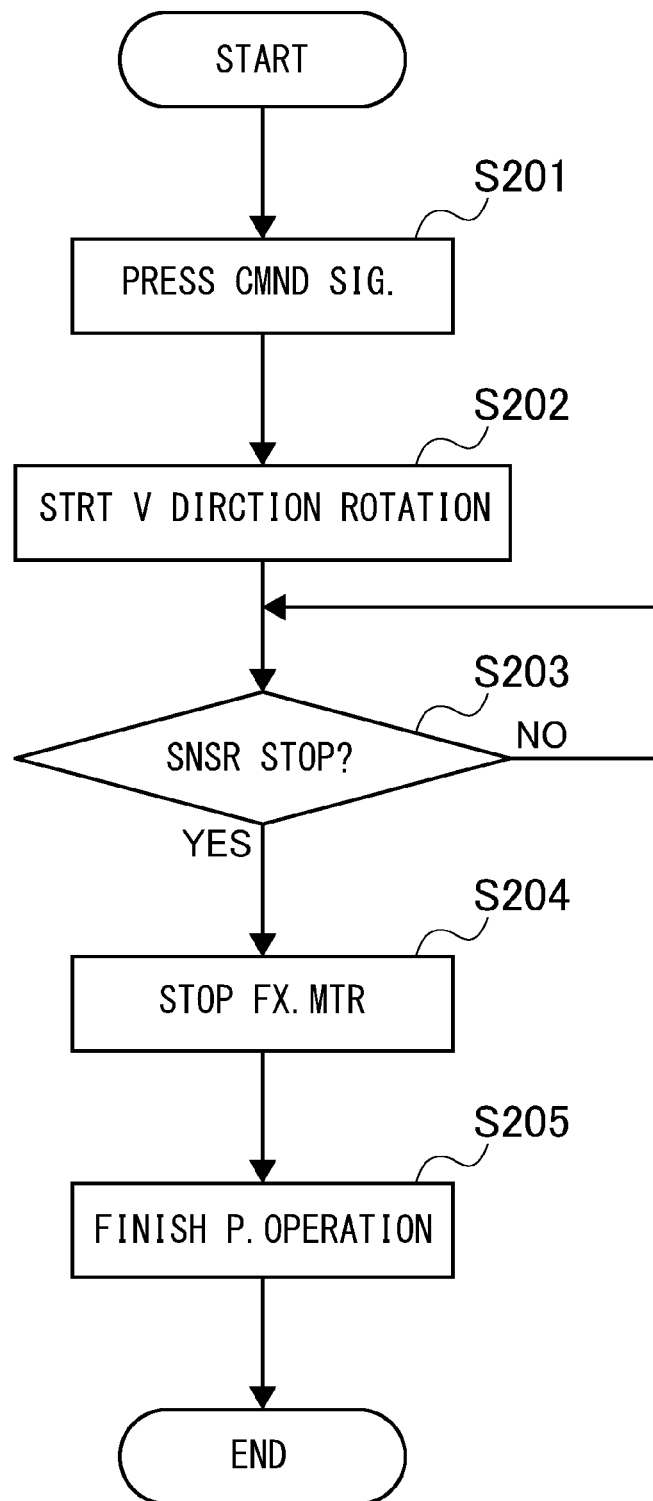 START
S201
PRESS CMND SIG.
S202
STRT V DIRCTION ROTATION
S203
SNSR STOP?
NO
YES
S204
STOP FX.MTR
S205
FINISH P.OPERATION
END